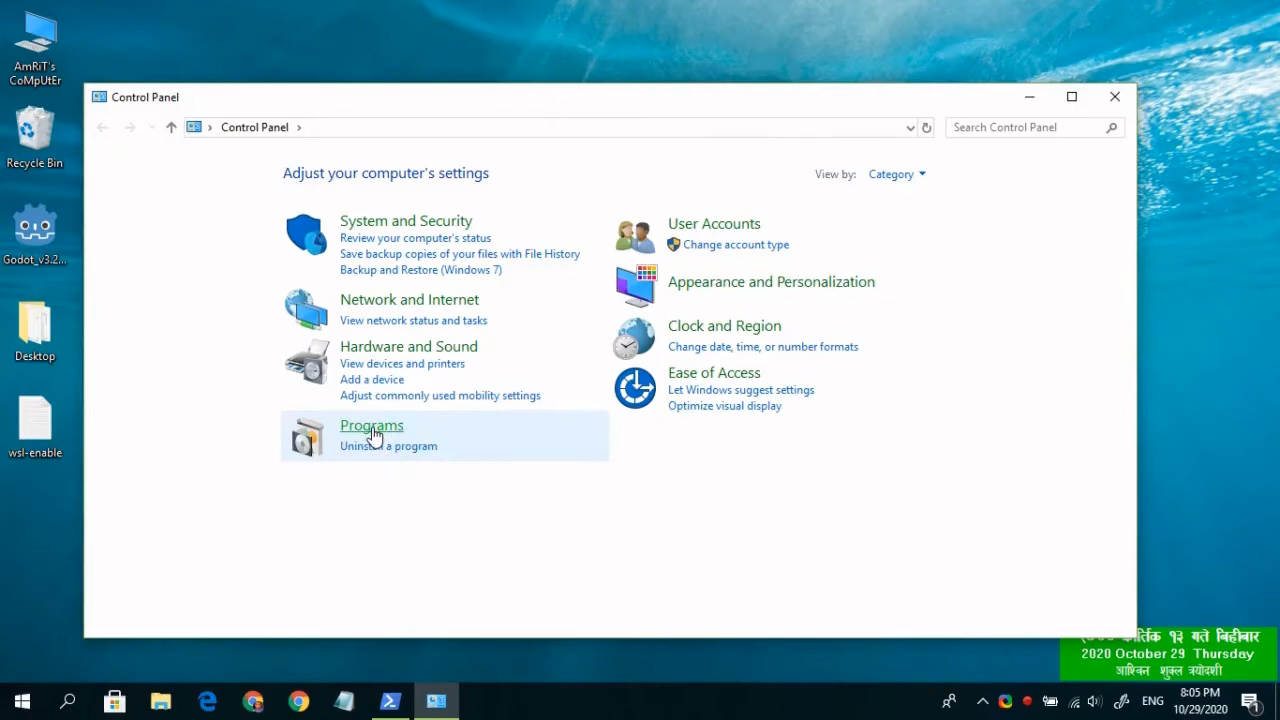 AmRiT's
CoMpUtEr
Recycle Bin
Godot_v3.2...
Desktop
wsl-enable
Control Panel
Control Panel
Search Control Panel
Adjust your computer's settings
View by:
Category
System and Security
Review your computer's status
Save backup copies of your files with File History
Backup and Restore (Windows 7)
Network and Internet
View network status and tasks
Hardware and Sound
View devices and printers
Add a device
Adjust commonly used mobility settings
Programs
Uninstall a program
User Accounts
Change account type
Appearance and Personalization
Clock and Region
Change date, time, or number formats
Ease of Access
Let Windows suggest settings
Optimize visual display
१३ गते बिहीबार
2020 October 29 Thursday
आश्विन शुक्ल त्रयोदशी
ENG
8:05 PM
10/29/2020
1